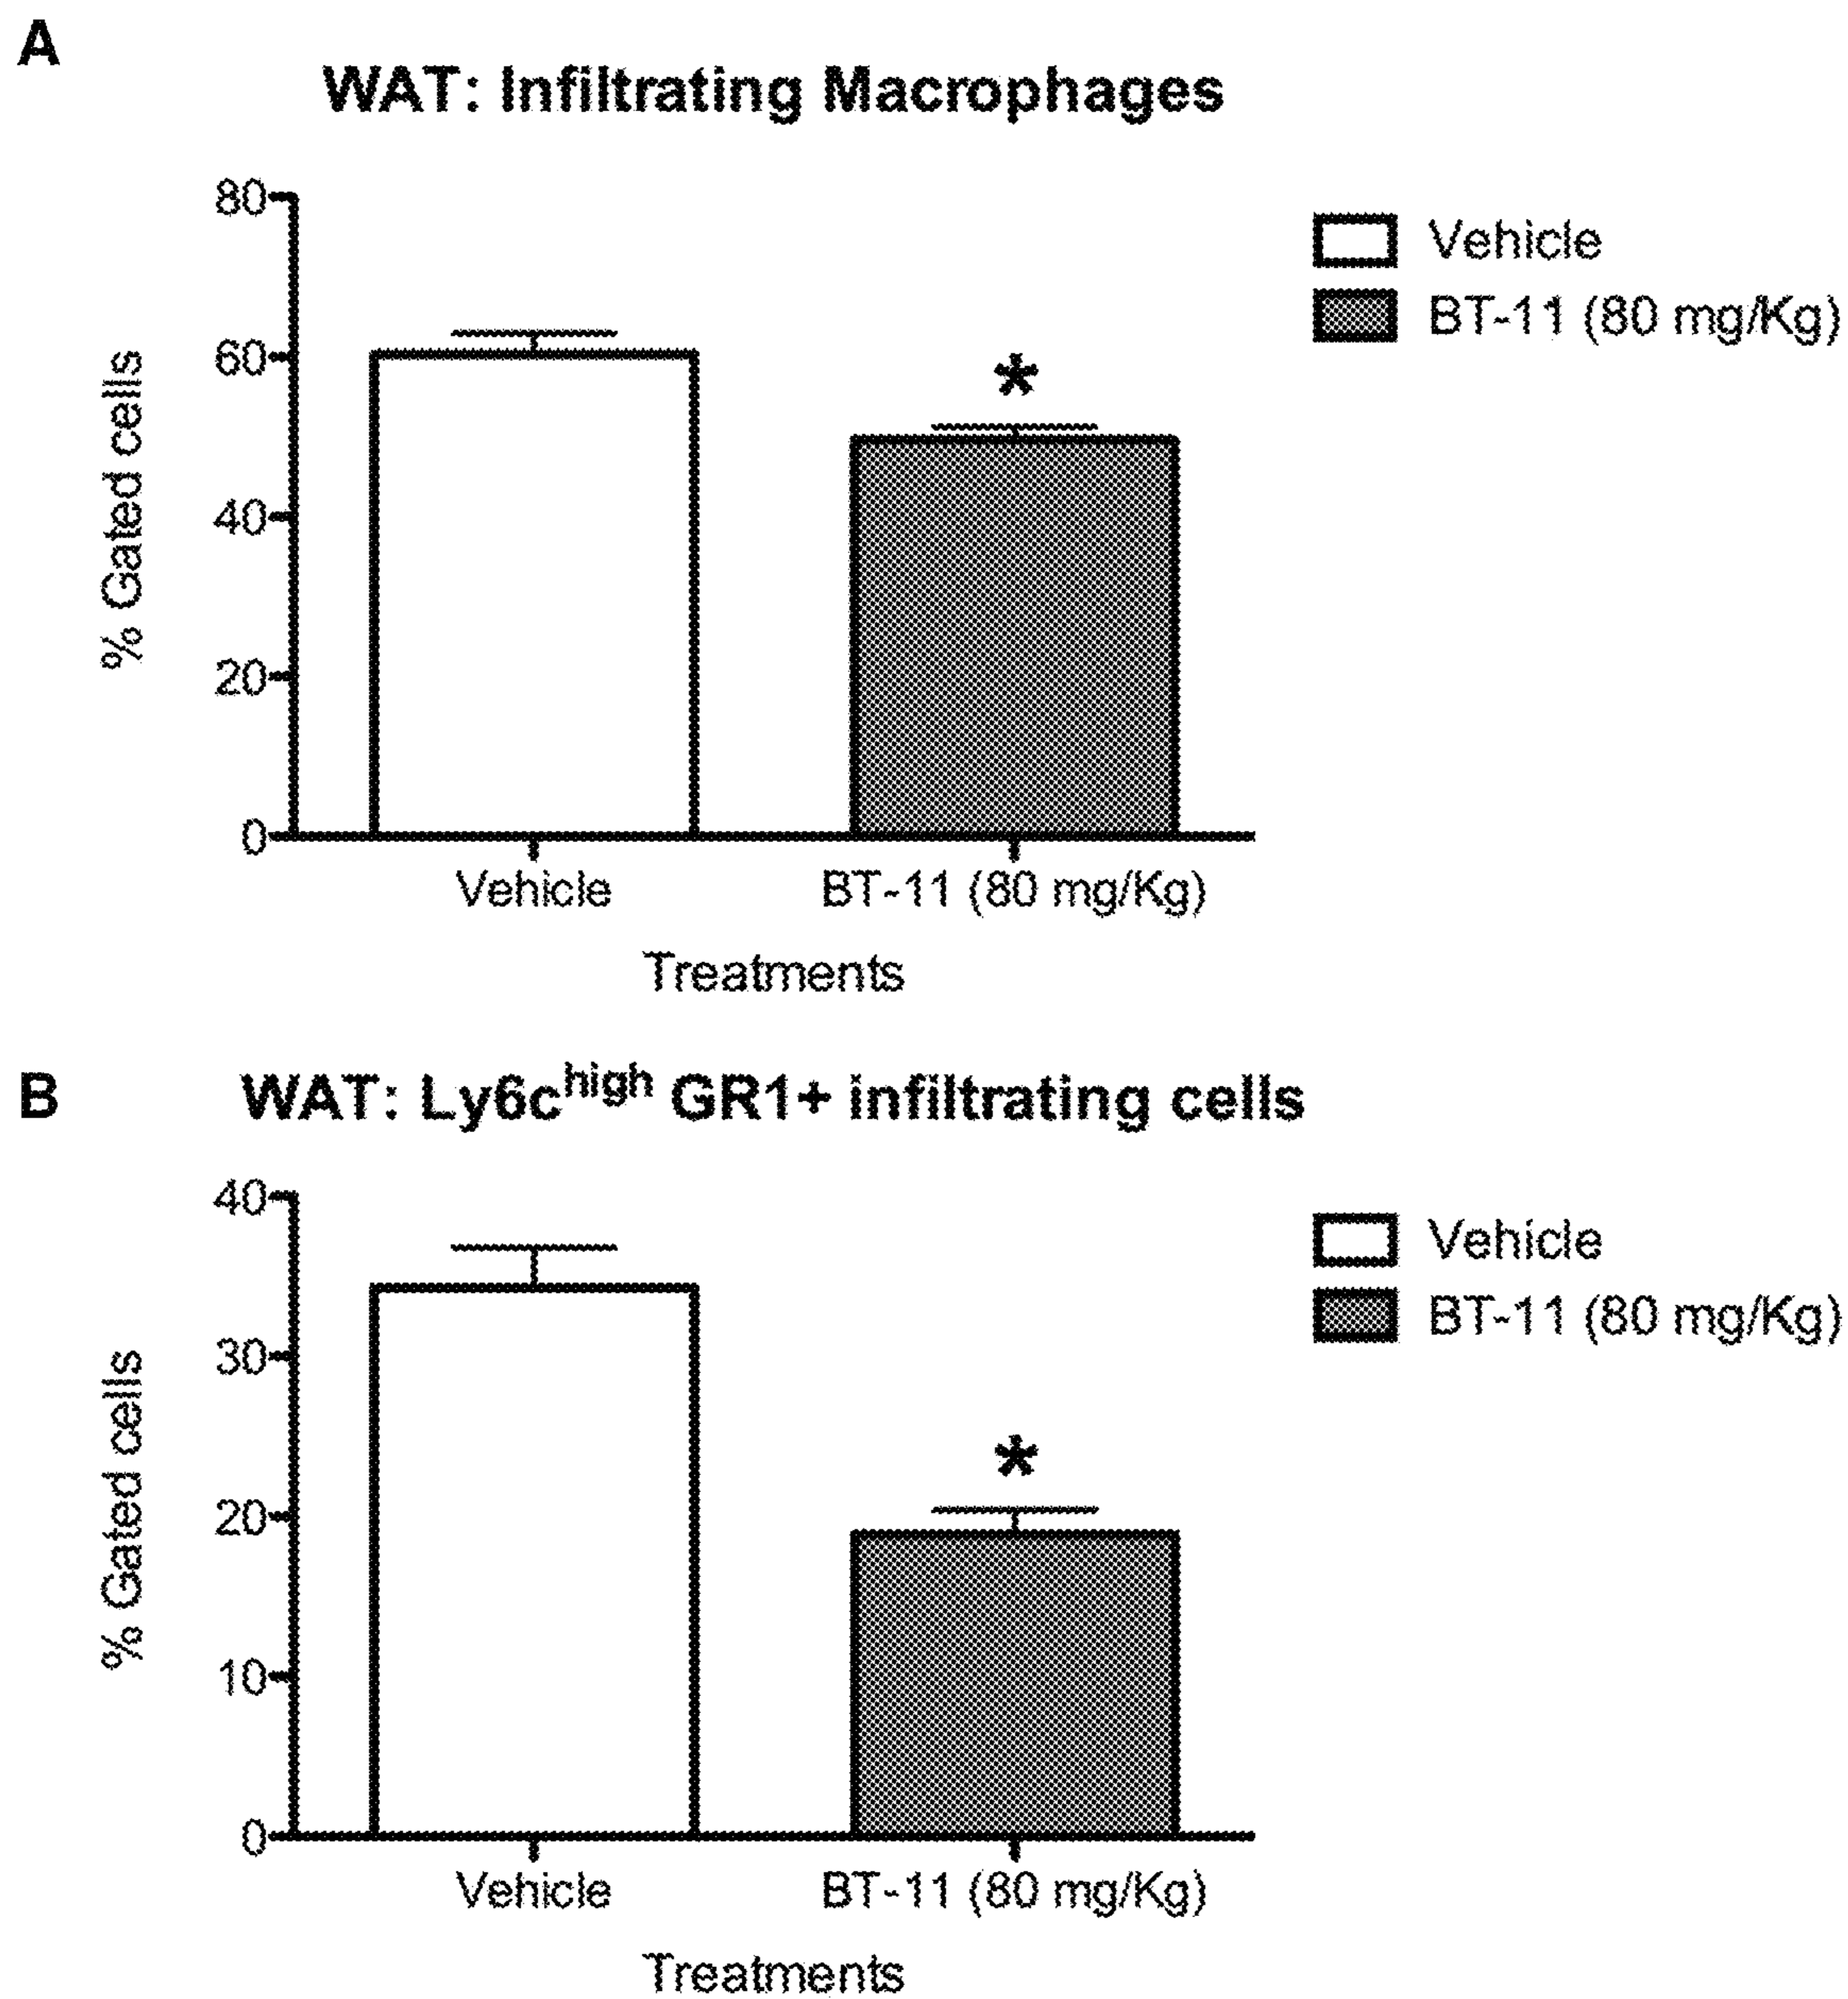 A
WAT: Infiltrating Macrophages
80
60
40
20
0
% Gated cells
*
Vehicle
BT-11 (80 mg/Kg)
Vehicle
BT-11 (80 mg/Kg)
Treatments
B
WAT: Ly6c^high GR1+ infiltrating cells
40
30
20
10
0
% Gated cells
*
Vehicle
BT-11 (80 mg/Kg)
Vehicle
BT-11 (80 mg/Kg)
Treatments